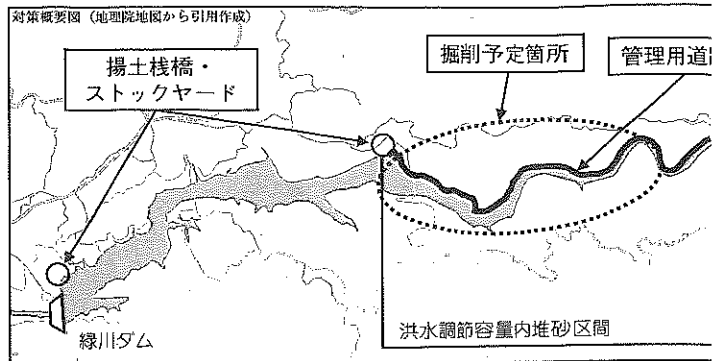 対策概要図（地理院地図から引用作成）
揚土桟橋・
ストックヤード
掘削予定箇所
管理用道
緑川ダム
洪水調節容量内堆砂区間